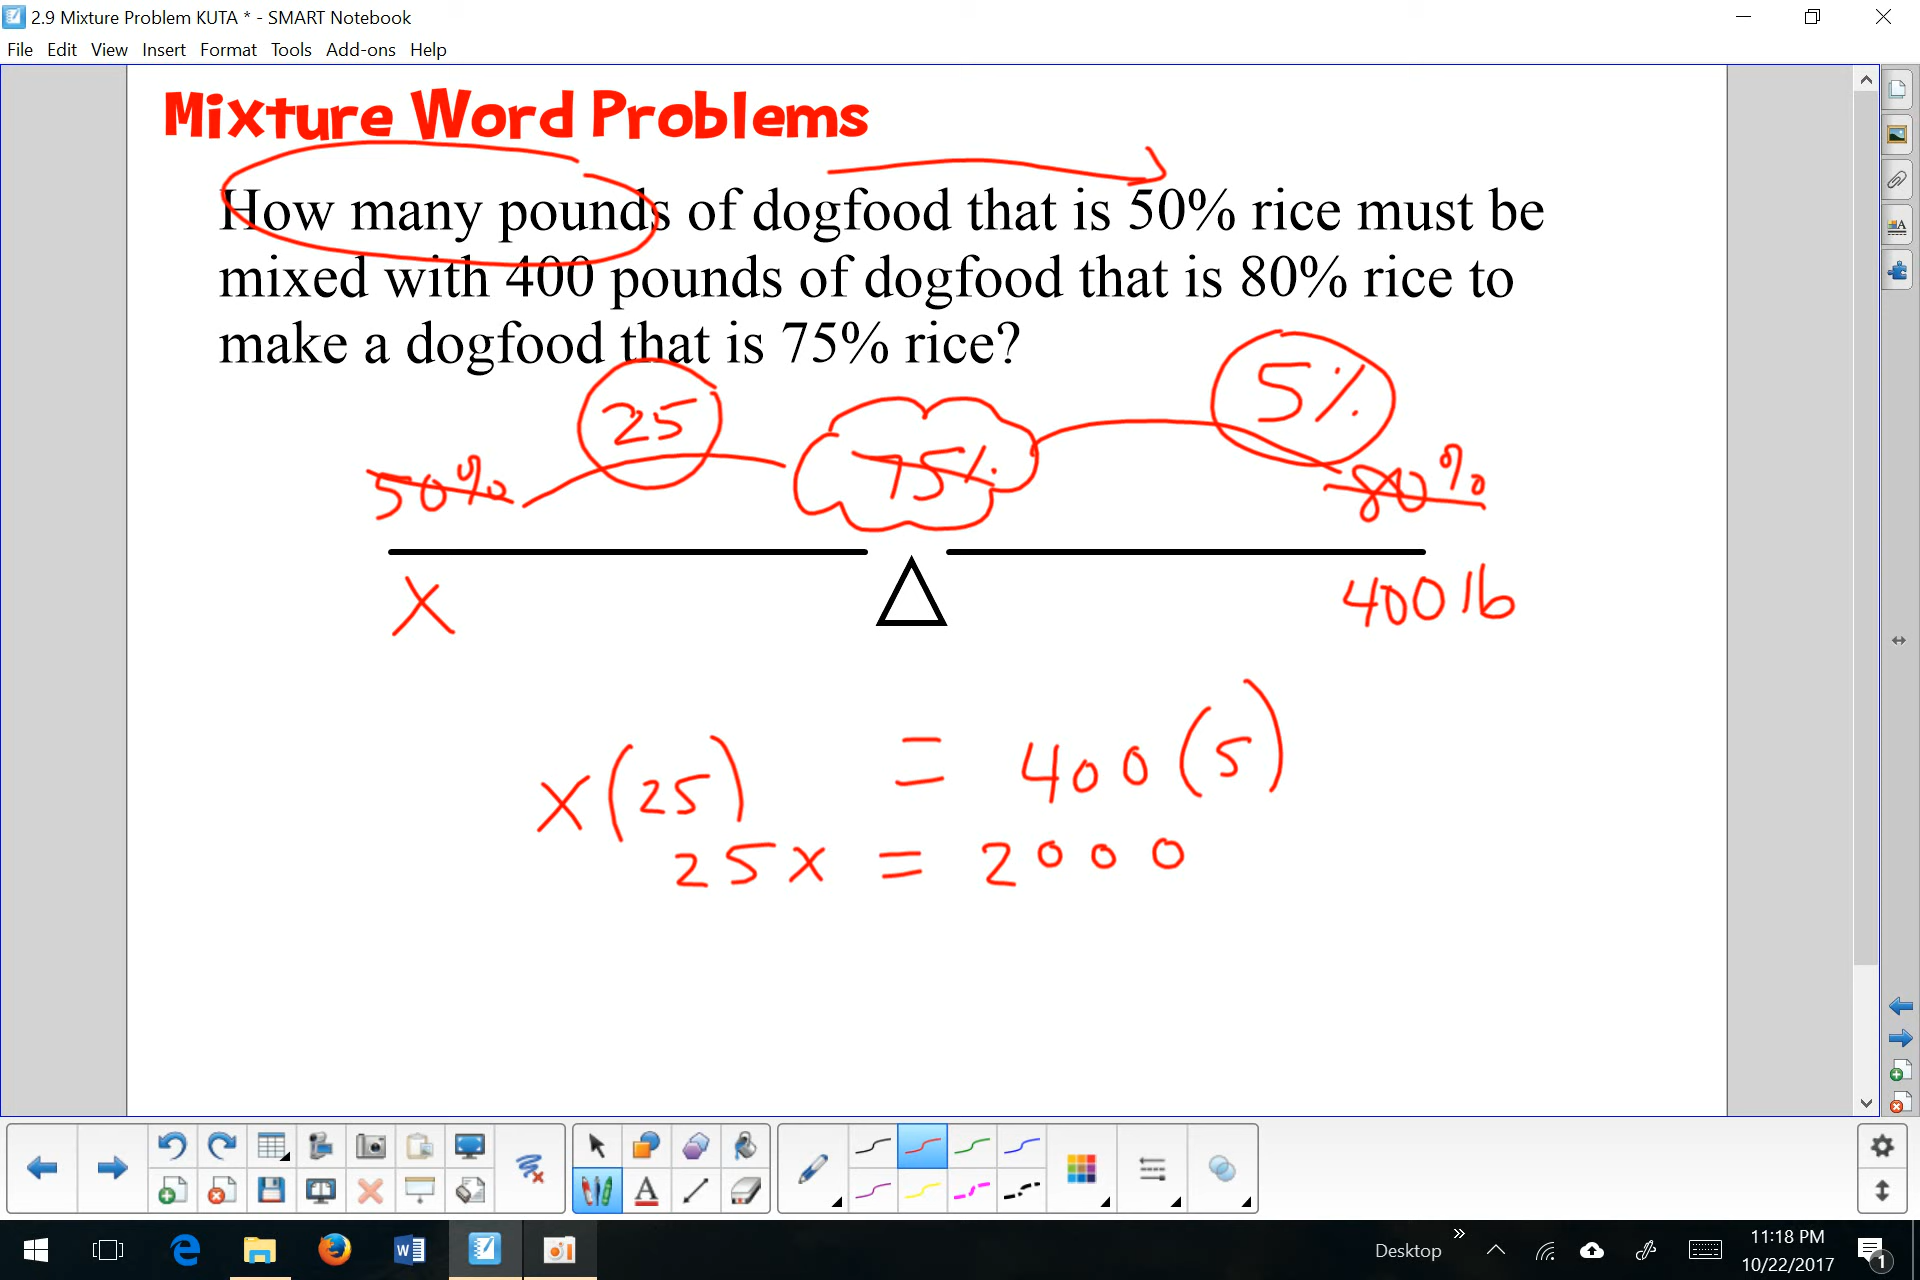 2.9 Mixture Problem KUTA * - SMART Notebook
File Edit View Insert Format Tools Add-ons Help
Mixture Word Problems
How many pounds of dogfood that is 50% rice must be
mixed with 400 pounds of dogfood that is 80% rice to
make a dogfood that is 75% rice?
25 5%
50% 75% 80%
X 400 lb
x(25) = 400(5)
25x = 2000
Desktop
11:18 PM
10/22/2017
1